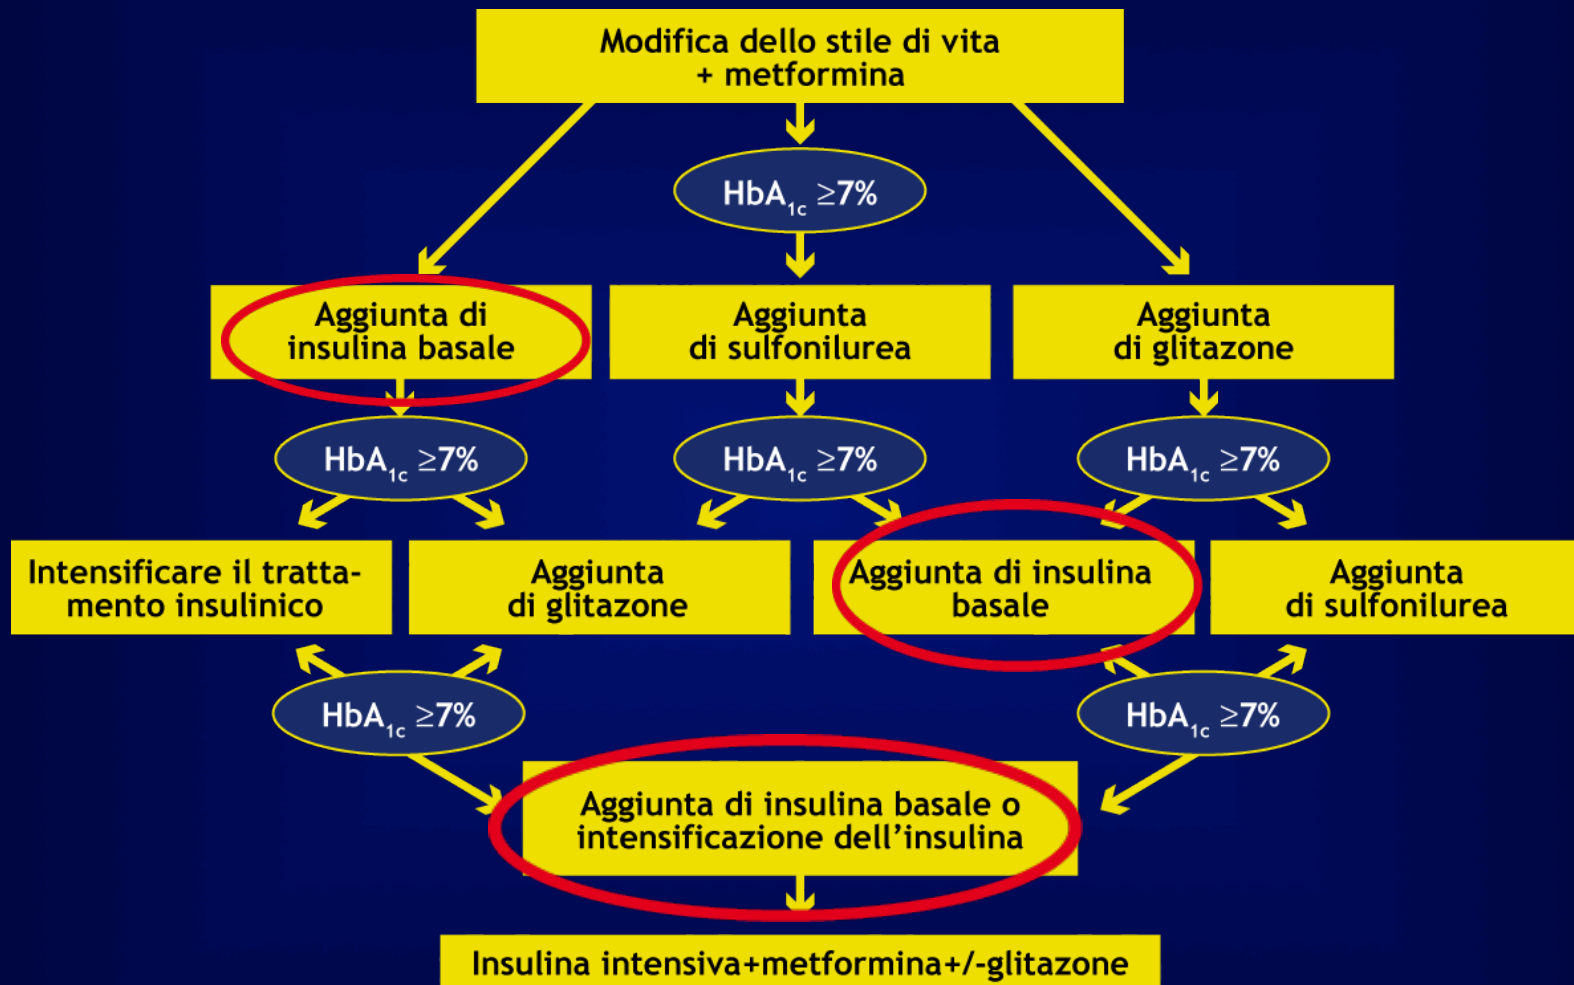 Modifica dello stile di vita
+ metformina
HbA1c ≥7%
Aggiunta di
insulina basale
Aggiunta
di sulfonilurea
Aggiunta
di glitazone
HbA1c ≥7%
HbA1c ≥7%
HbA1c ≥7%
Intensificare il tratta-
mento insulinico
Aggiunta
di glitazone
Aggiunta di insulina
basale
Aggiunta
di sulfonilurea
HbA1c ≥7%
HbA1c ≥7%
Aggiunta di insulina basale o
intensificazione dell’insulina
Insulina intensiva+metformina+/-glitazone